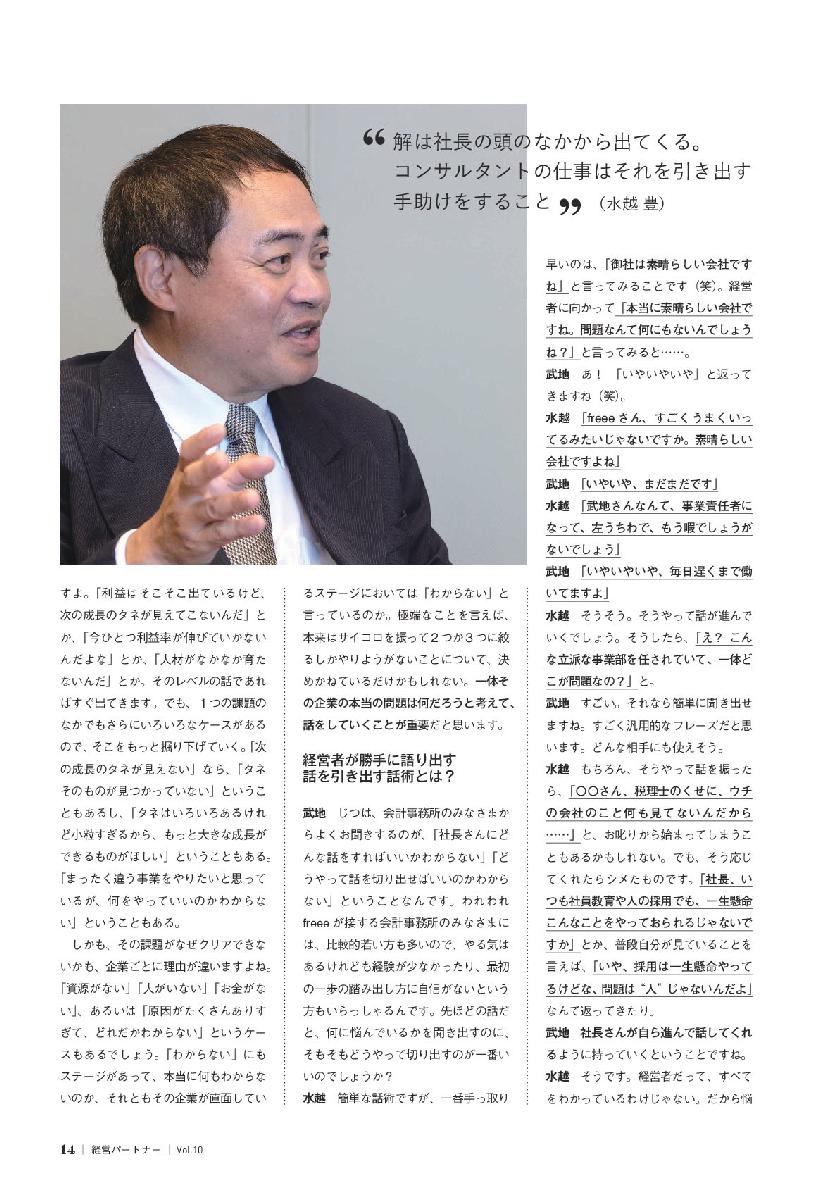 “ 解は社長の頭のなかから出てくる。
コンサルタントの仕事はそれを引き出す
手助けをすること ” （水越 豊）
すよ。「利益はそこそこ出ているけど、
次の成長のタネが見えてこないんだ」と
か、「今ひとつ利益率が伸びていかない
んだよな」とか、「人材がなかなか育た
ないんだ」とか。そのレベルの話であれ
ばすぐ出てきます。でも、１つの課題の
なかでもさらにいろいろなケースがある
ので、そこをもっと掘り下げていく。「次
の成長のタネが見えない」なら、「タネ
そのものが見つかっていない」というこ
ともあるし、「タネはいろいろあるけれ
ど小粒すぎるから、もっと大きな成長が
できるものがほしい」ということもある。
「まったく違う事業をやりたいと思って
いるが、何をやっていいのかわからな
い」ということもある。
しかも、その課題がなぜクリアできな
いかも、企業ごとに理由が違いますよね。
「資源がない」「人がいない」「お金がな
い」、あるいは「原因がたくさんありす
ぎて、どれだかわからない」というケー
スもあるでしょう。「わからない」にも
ステージがあって、本当に何もわからな
いのか、それともその企業が直面してい
るステージにおいては「わからない」と
言っているのか。極端なことを言えば、
本来はサイコロを振って２つか３つに絞
るしかやりようがないことについて、決
めかねているだけかもしれない。一体そ
の企業の本当の問題は何だろうと考えて、
話をしていくことが重要だと思います。
経営者が勝手に語り出す
話を引き出す話術とは？
武地　じつは、会計事務所のみなさまか
らよくお聞きするのが、「社長さんにど
んな話をすればいいかわからない」「ど
うやって話を切り出せばいいのかわから
ない」ということなんです。われわれ
freeeが接する会計事務所のみなさまに
は、比較的若い方も多いので、やる気は
あるけれども経験が少なかったり、最初
の一歩の踏み出し方に自信がないという
方もいらっしゃるんです。先ほどの話だ
と、何に悩んでいるかを聞き出すのに、
そもそもどうやって切り出すのが一番い
いのでしょうか？
水越　簡単な話術ですが、一番手っ取り
早いのは、「御社は素晴らしい会社です
ね」と言ってみることです（笑）。経営
者に向かって「本当に素晴らしい会社で
すね。問題なんて何にもないんでしょう
ね？」と言ってみると……。
武地　あ！　「いやいやいや」と返って
きますね（笑）。
水越　「freeeさん、すごくうまくいっ
てるみたいじゃないですか。素晴らしい
会社ですよね」
武地　「いやいや、まだまだです」
水越　「武地さんなんて、事業責任者に
なって、左うちわで、もう暇でしょうが
ないでしょう」
武地　「いやいやいや、毎日遅くまで働
いてますよ」
水越　そうそう。そうやって話が進んで
いくでしょう。そうしたら、「え？ こん
な立派な事業部を任されていて、一体ど
こが問題なの？」と。
武地　すごい。それなら簡単に聞き出せ
ますね。すごく汎用的なフレーズだと思
います。どんな相手にも使えそう。
水越　もちろん、そうやって話を振った
ら、「〇〇さん、税理士のくせに、ウチ
の会社のこと何も見てないんだから
……」と、お叱りから始まってしまうこ
ともあるかもしれない。でも、そう応じ
てくれたらシメたものです。「社長、い
つも社員教育や人の採用でも、一生懸命
こんなことをやっておられるじゃないで
すか」とか、普段自分が見ていることを
言えば、「いや、採用は一生懸命やって
るけどな、問題は“人”じゃないんだよ」
なんて返ってきたり。
武地　社長さんが自ら進んで話してくれ
るように持っていくということですね。
水越　そうです。経営者だって、すべて
をわかっているわけじゃない。だから悩
14 ｜ 経営パートナー ｜ Vol.10